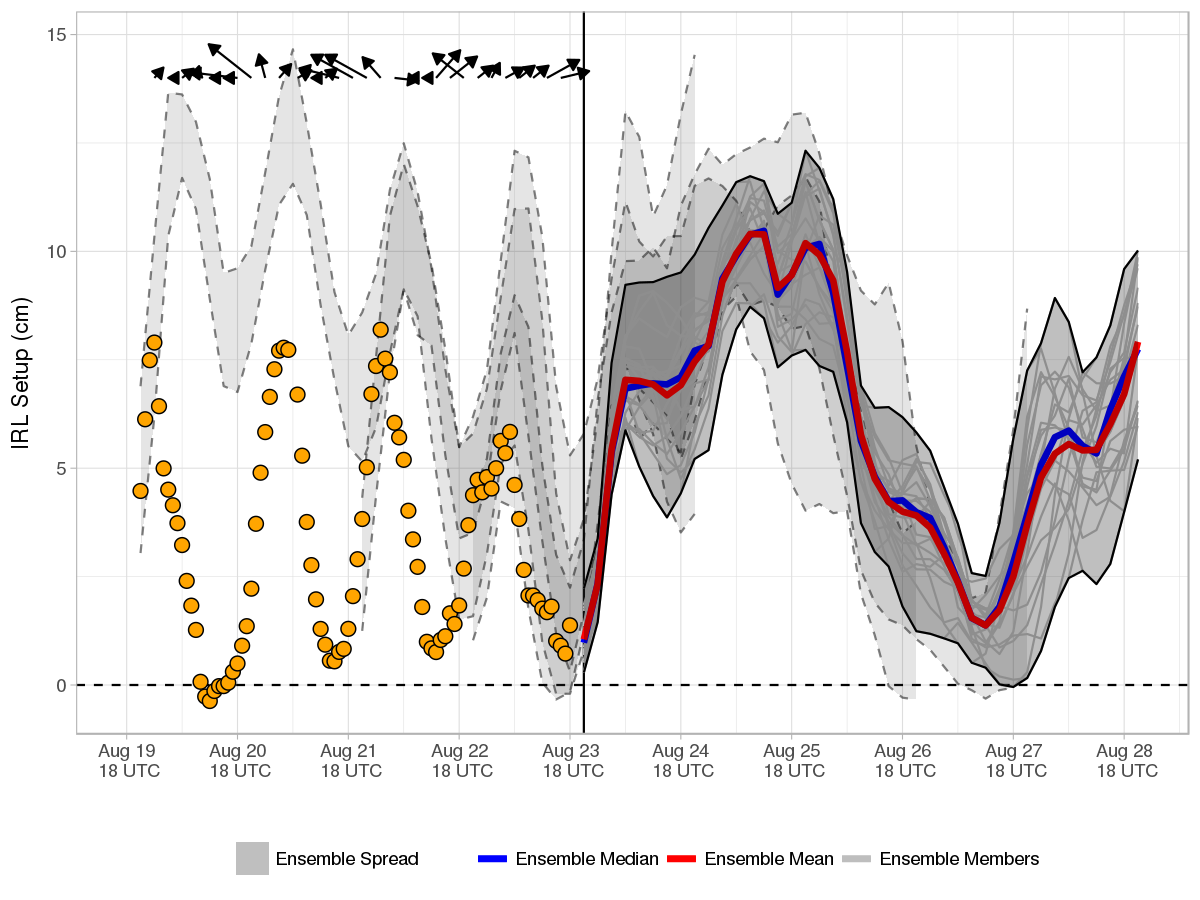 15
10
5
0
IRL Setup (cm)
Aug 19 Aug 20 Aug 21 Aug 22 Aug 23 Aug 24 Aug 25 Aug 26 Aug 27 Aug 28
18 UTC 18 UTC 18 UTC 18 UTC 18 UTC 18 UTC 18 UTC 18 UTC 18 UTC 18 UTC
Ensemble Spread Ensemble Median Ensemble Mean Ensemble Members